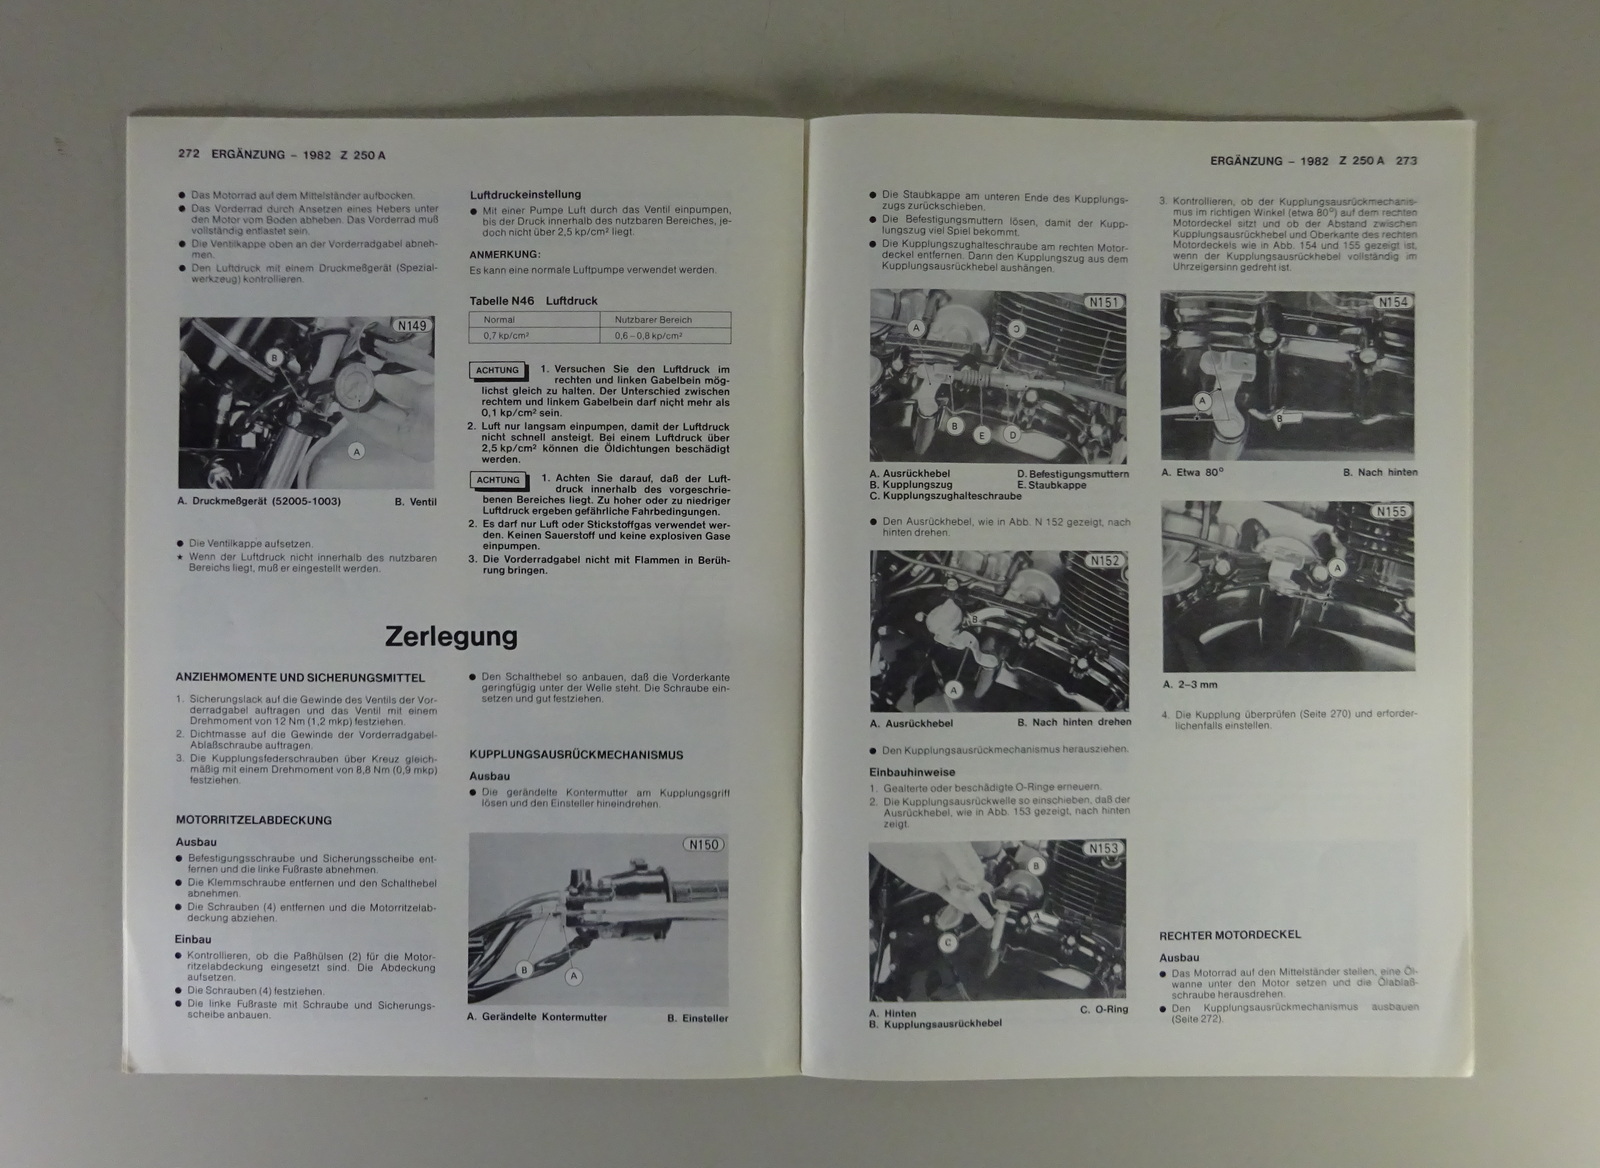 272 ERGÄNZUNG – 1982 Z 250 A
● Das Motorrad auf dem Mittelständer aufbocken.
● Das Vorderrad durch Ansetzen eines Hebers unter
den Motor vom Boden abheben. Das Vorderrad muß
vollständig entlastet sein.
● Die Ventilkappe oben an der Vorderradgabel abneh-
men.
● Den Luftdruck mit einem Druckmeßgerät (Spezial-
werkzeug) kontrollieren.
N149
B
A
A. Druckmeßgerät (52005-1003) B. Ventil
● Die Ventilkappe aufsetzen.
★ Wenn der Luftdruck nicht innerhalb des nutzbaren
Bereichs liegt, muß er eingestellt werden.
Luftdruckeinstellung
● Mit einer Pumpe Luft durch das Ventil einpumpen,
bis der Druck innerhalb des nutzbaren Bereiches, je-
doch nicht über 2,5 kp/cm² liegt.
ANMERKUNG:
Es kann eine normale Luftpumpe verwendet werden.
Tabelle N46 Luftdruck
Normal Nutzbarer Bereich
0,7 kp/cm² 0,6–0,8 kp/cm²
ACHTUNG 1. Versuchen Sie den Luftdruck im
rechten und linken Gabelbein mög-
lichst gleich zu halten. Der Unterschied zwischen
rechtem und linkem Gabelbein darf nicht mehr als
0,1 kp/cm² sein.
2. Luft nur langsam einpumpen, damit der Luftdruck
nicht schnell ansteigt. Bei einem Luftdruck über
2,5 kp/cm² können die Öldichtungen beschädigt
werden.
ACHTUNG 1. Achten Sie darauf, daß der Luft-
druck innerhalb des vorgeschrie-
benen Bereiches liegt. Zu hoher oder zu niedriger
Luftdruck ergeben gefährliche Fahrbedingungen.
2. Es darf nur Luft oder Stickstoffgas verwendet wer-
den. Keinen Sauerstoff und keine explosiven Gase
einpumpen.
3. Die Vorderradgabel nicht mit Flammen in Berüh-
rung bringen.
Zerlegung
ANZIEHMOMENTE UND SICHERUNGSMITTEL
1. Sicherungslack auf die Gewinde des Ventils der Vor-
derradgabel auftragen und das Ventil mit einem
Drehmoment von 12 Nm (1,2 mkp) festziehen.
2. Dichtmasse auf die Gewinde der Vorderradgabel-
Ablaßschraube auftragen.
3. Die Kupplungsfederschrauben über Kreuz gleich-
mäßig mit einem Drehmoment von 8,8 Nm (0,9 mkp)
festziehen.
MOTORRITZELABDECKUNG
Ausbau
● Befestigungsschraube und Sicherungsscheibe ent-
fernen und die linke Fußraste abnehmen.
● Die Klemmschraube entfernen und den Schalthebel
abnehmen.
● Die Schrauben (4) entfernen und die Motorritzelab-
deckung abziehen.
Einbau
● Kontrollieren, ob die Paßhülsen (2) für die Motor-
ritzelabdeckung eingesetzt sind. Die Abdeckung
aufsetzen.
● Die Schrauben (4) festziehen.
● Die linke Fußraste mit Schraube und Sicherungs-
scheibe anbauen.
● Den Schalthebel so anbauen, daß die Vorderkante
geringfügig unter der Welle steht. Die Schraube ein-
setzen und gut festziehen.
KUPPLUNGSAUSRÜCKMECHANISMUS
Ausbau
● Die gerändelte Kontermutter am Kupplungsgriff
lösen und den Einsteller hineindrehen.
N150
B
A
A. Gerändelte Kontermutter B. Einsteller
ERGÄNZUNG – 1982 Z 250 A 273
● Die Staubkappe am unteren Ende des Kupplungs-
zugs zurückschieben.
● Die Befestigungsmuttern lösen, damit der Kupp-
lungszug viel Spiel bekommt.
● Die Kupplungszughalteschraube am rechten Motor-
deckel entfernen. Dann den Kupplungszug aus dem
Kupplungsausrückhebel aushängen.
N151
A
C
B
E
D
A. Ausrückhebel D. Befestigungsmuttern
B. Kupplungszug E. Staubkappe
C. Kupplungszughalteschraube
● Den Ausrückhebel, wie in Abb. N 152 gezeigt, nach
hinten drehen.
N152
B
A
A. Ausrückhebel B. Nach hinten drehen
● Den Kupplungsausrückmechanismus herausziehen.
Einbauhinweise
1. Gealterte oder beschädigte O-Ringe erneuern.
2. Die Kupplungsausrückwelle so einschieben, daß der
Ausrückhebel, wie in Abb. 153 gezeigt, nach hinten
zeigt.
N153
B
A
C
A. Hinten C. O-Ring
B. Kupplungsausrückhebel
3. Kontrollieren, ob der Kupplungsausrückmechanis-
mus im richtigen Winkel (etwa 80°) auf dem rechten
Motordeckel sitzt und ob der Abstand zwischen
Kupplungsausrückhebel und Oberkante des rechten
Motordeckels wie in Abb. 154 und 155 gezeigt ist,
wenn der Kupplungsausrückhebel vollständig im
Uhrzeigersinn gedreht ist.
N154
A
B
A. Etwa 80° B. Nach hinten
N155
A
A. 2–3 mm
4. Die Kupplung überprüfen (Seite 270) und erforder-
lichenfalls einstellen.
RECHTER MOTORDECKEL
Ausbau
● Das Motorrad auf den Mittelständer stellen, eine Öl-
wanne unter den Motor setzen und die Ölablaß-
schraube herausdrehen.
● Den Kupplungsausrückmechanismus ausbauen
(Seite 272).